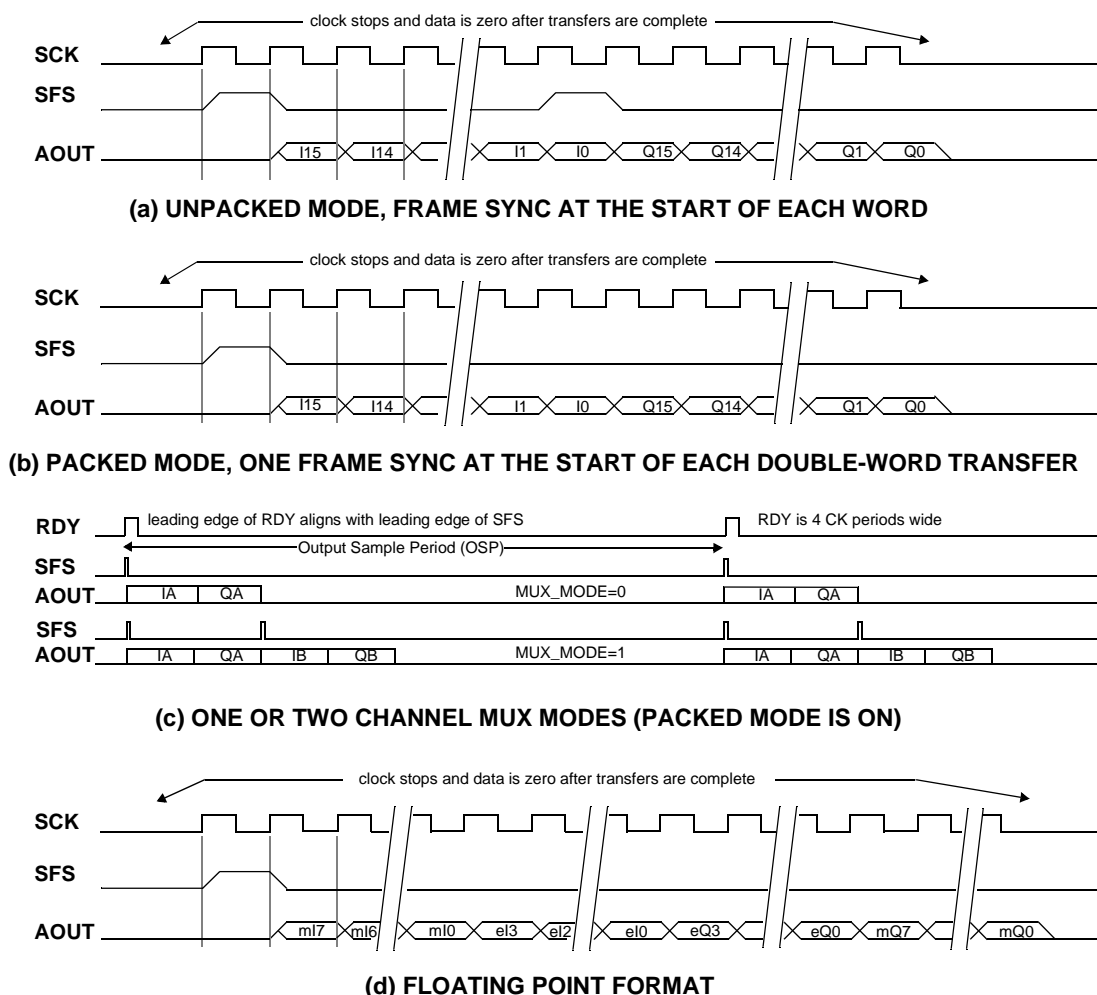 clock stops and data is zero after transfers are complete
SCK
SFS
AOUT I15 I14 I1 I0 Q15 Q14 Q1 Q0
(a) UNPACKED MODE, FRAME SYNC AT THE START OF EACH WORD
clock stops and data is zero after transfers are complete
SCK
SFS
AOUT I15 I14 I1 I0 Q15 Q14 Q1 Q0
(b) PACKED MODE, ONE FRAME SYNC AT THE START OF EACH DOUBLE-WORD TRANSFER
RDY leading edge of RDY aligns with leading edge of SFS RDY is 4 CK periods wide
Output Sample Period (OSP)
SFS
AOUT IA QA MUX_MODE=0 IA QA
SFS
AOUT IA QA IB QB MUX_MODE=1 IA QA IB QB
(c) ONE OR TWO CHANNEL MUX MODES (PACKED MODE IS ON)
clock stops and data is zero after transfers are complete
SCK
SFS
AOUT mI7 mI6 mI0 eI3 eI2 eI0 eQ3 eQ0 mQ7 mQ0
(d) FLOATING POINT FORMAT